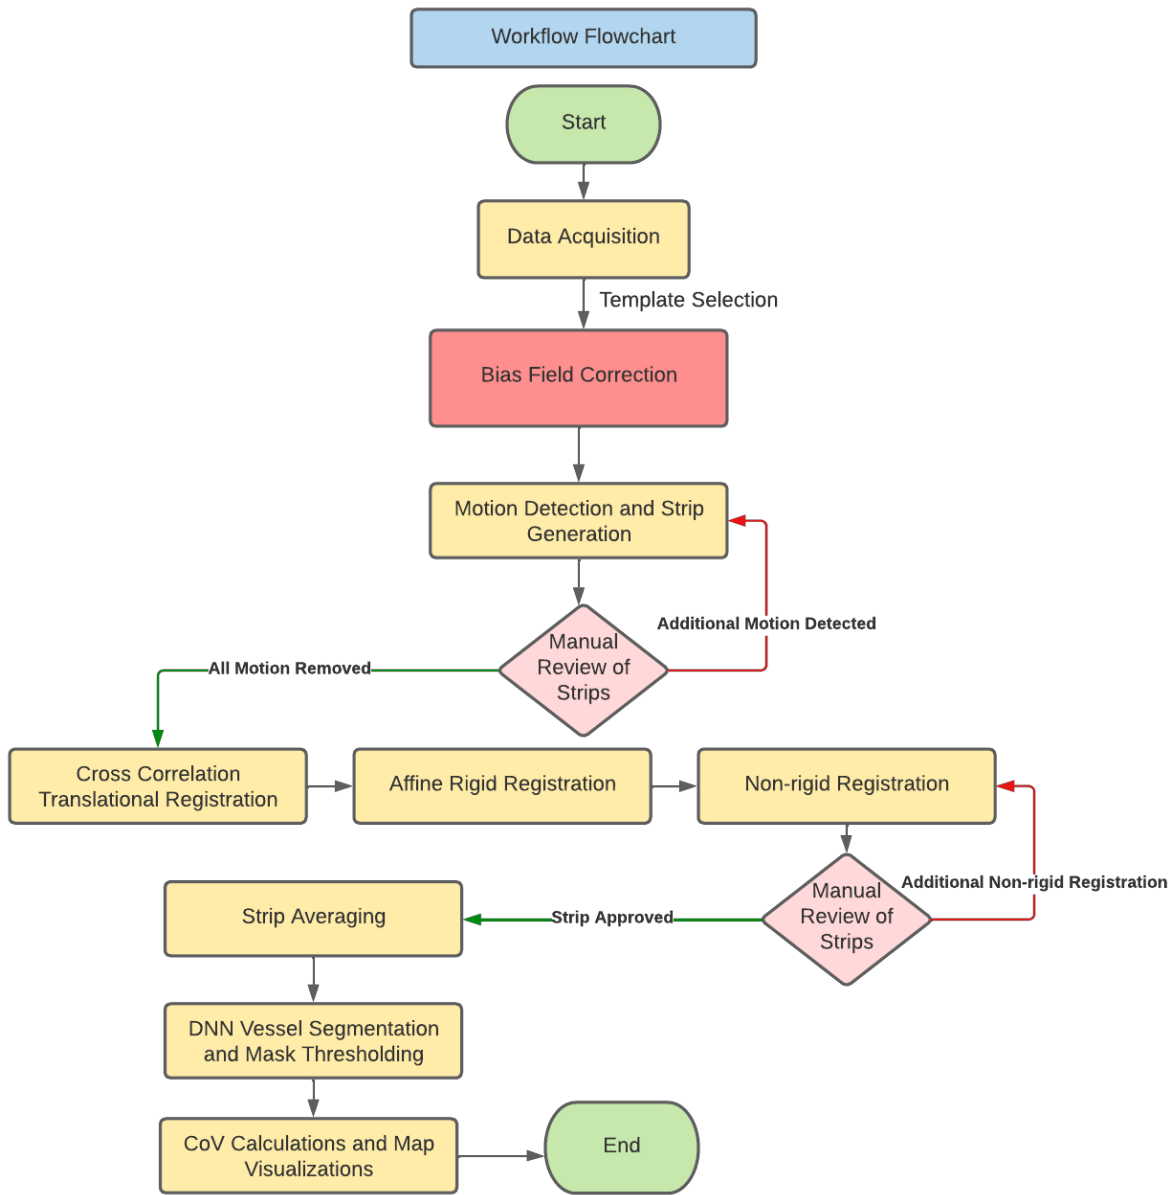 Workflow Flowchart
Start
Data Acquisition
Template Selection
Bias Field Correction
Motion Detection and Strip
Generation
Additional Motion Detected
Manual
Review of
Strips
All Motion Removed
Cross Correlation
Translational Registration
Affine Rigid Registration
Non-rigid Registration
Additional Non-rigid Registration
Manual
Review of
Strips
Strip Approved
Strip Averaging
DNN Vessel Segmentation
and Mask Thresholding
CoV Calculations and Map
Visualizations
End